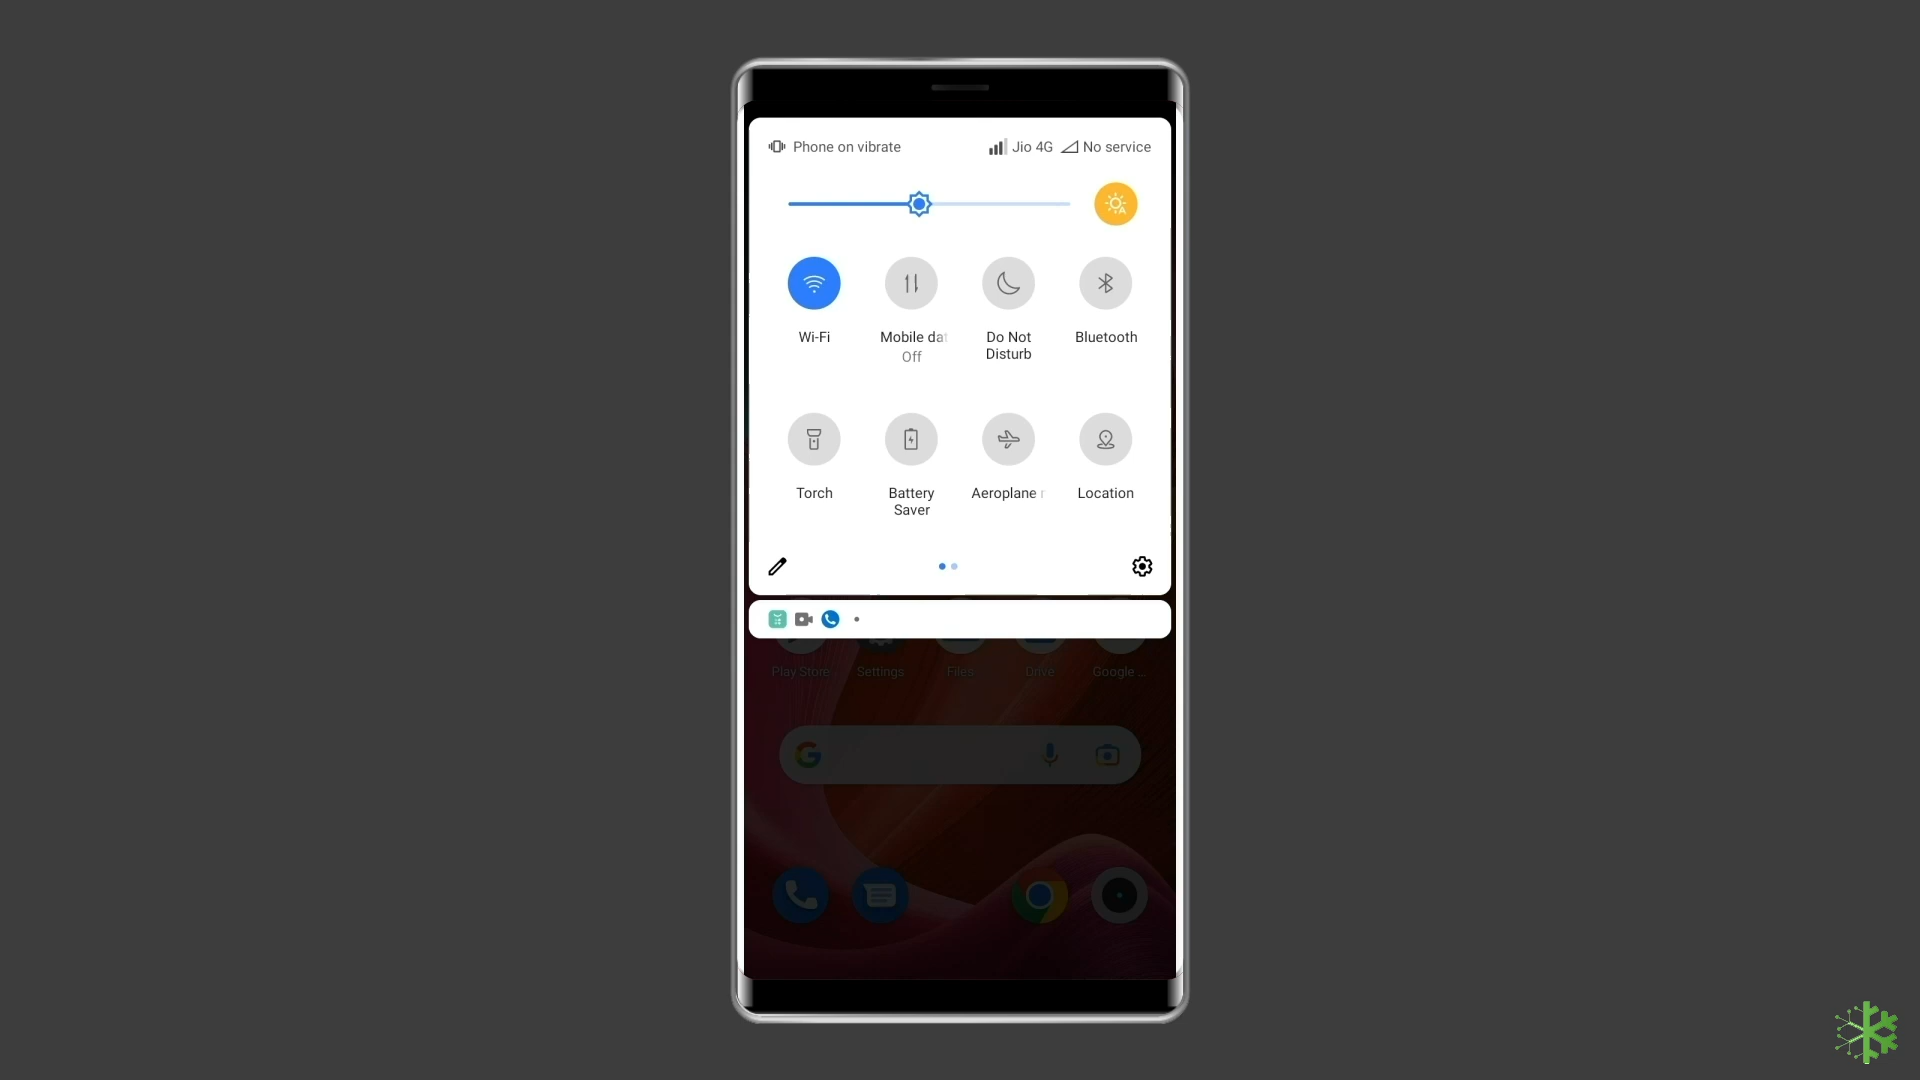 Phone on vibrate
Jio 4G
No service
Wi-Fi
Mobile dat
Off
Do Not
Disturb
Bluetooth
Torch
Battery
Saver
Aeroplane
Location
Play Store
Settings
Files
Drive
Google ...